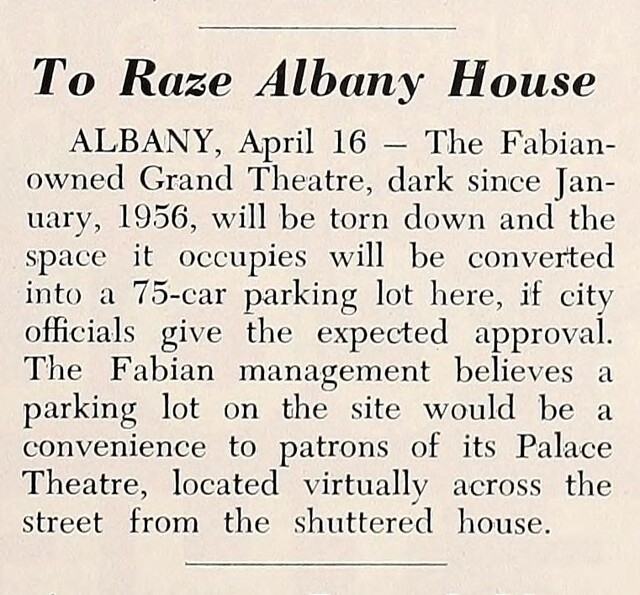 To Raze Albany House
ALBANY, April 16 — The Fabian-
owned Grand Theatre, dark since Jan-
uary, 1956, will be torn down and the
space it occupies will be converted
into a 75-car parking lot here, if city
officials give the expected approval.
The Fabian management believes a
parking lot on the site would be a
convenience to patrons of its Palace
Theatre, located virtually across the
street from the shuttered house.